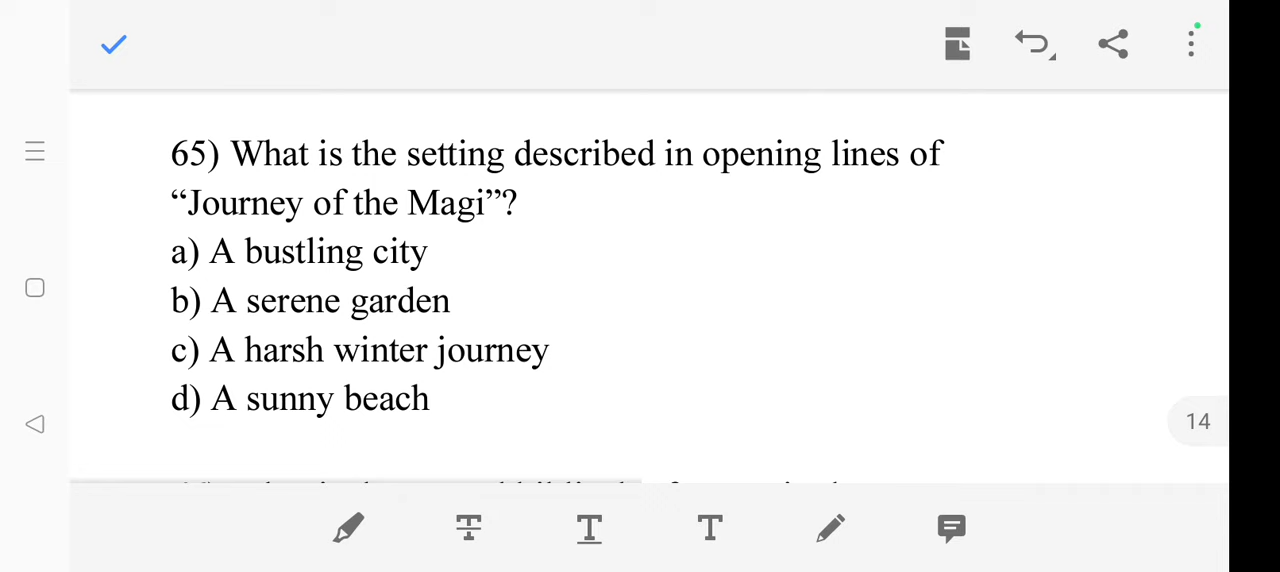 65) What is the setting described in opening lines of
“Journey of the Magi”?
a) A bustling city
b) A serene garden
c) A harsh winter journey
d) A sunny beach
14